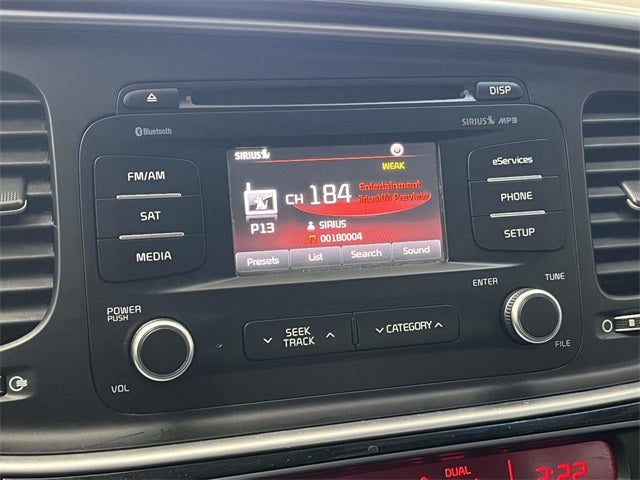 DISP
Bluetooth
SIRIUS MP3
FM/AM
SAT
MEDIA
SIRIUS
WEAK
CH 184
Entertainment
SiriusXM Preview
P13
SIRIUS
00180004
Presets List Search Sound
eServices
PHONE
SETUP
POWER
PUSH
VOL
SEEK
TRACK
CATEGORY
ENTER
TUNE
FILE
DUAL
3:22